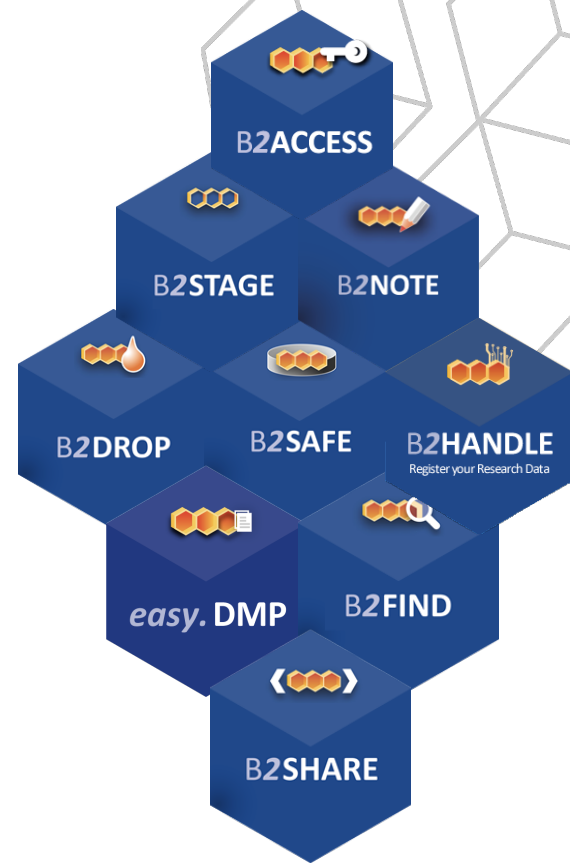 B2ACCESS
B2STAGE
B2NOTE
B2DROP
B2SAFE
B2HANDLE
Register your Research Data
easy.DMP
B2FIND
B2SHARE